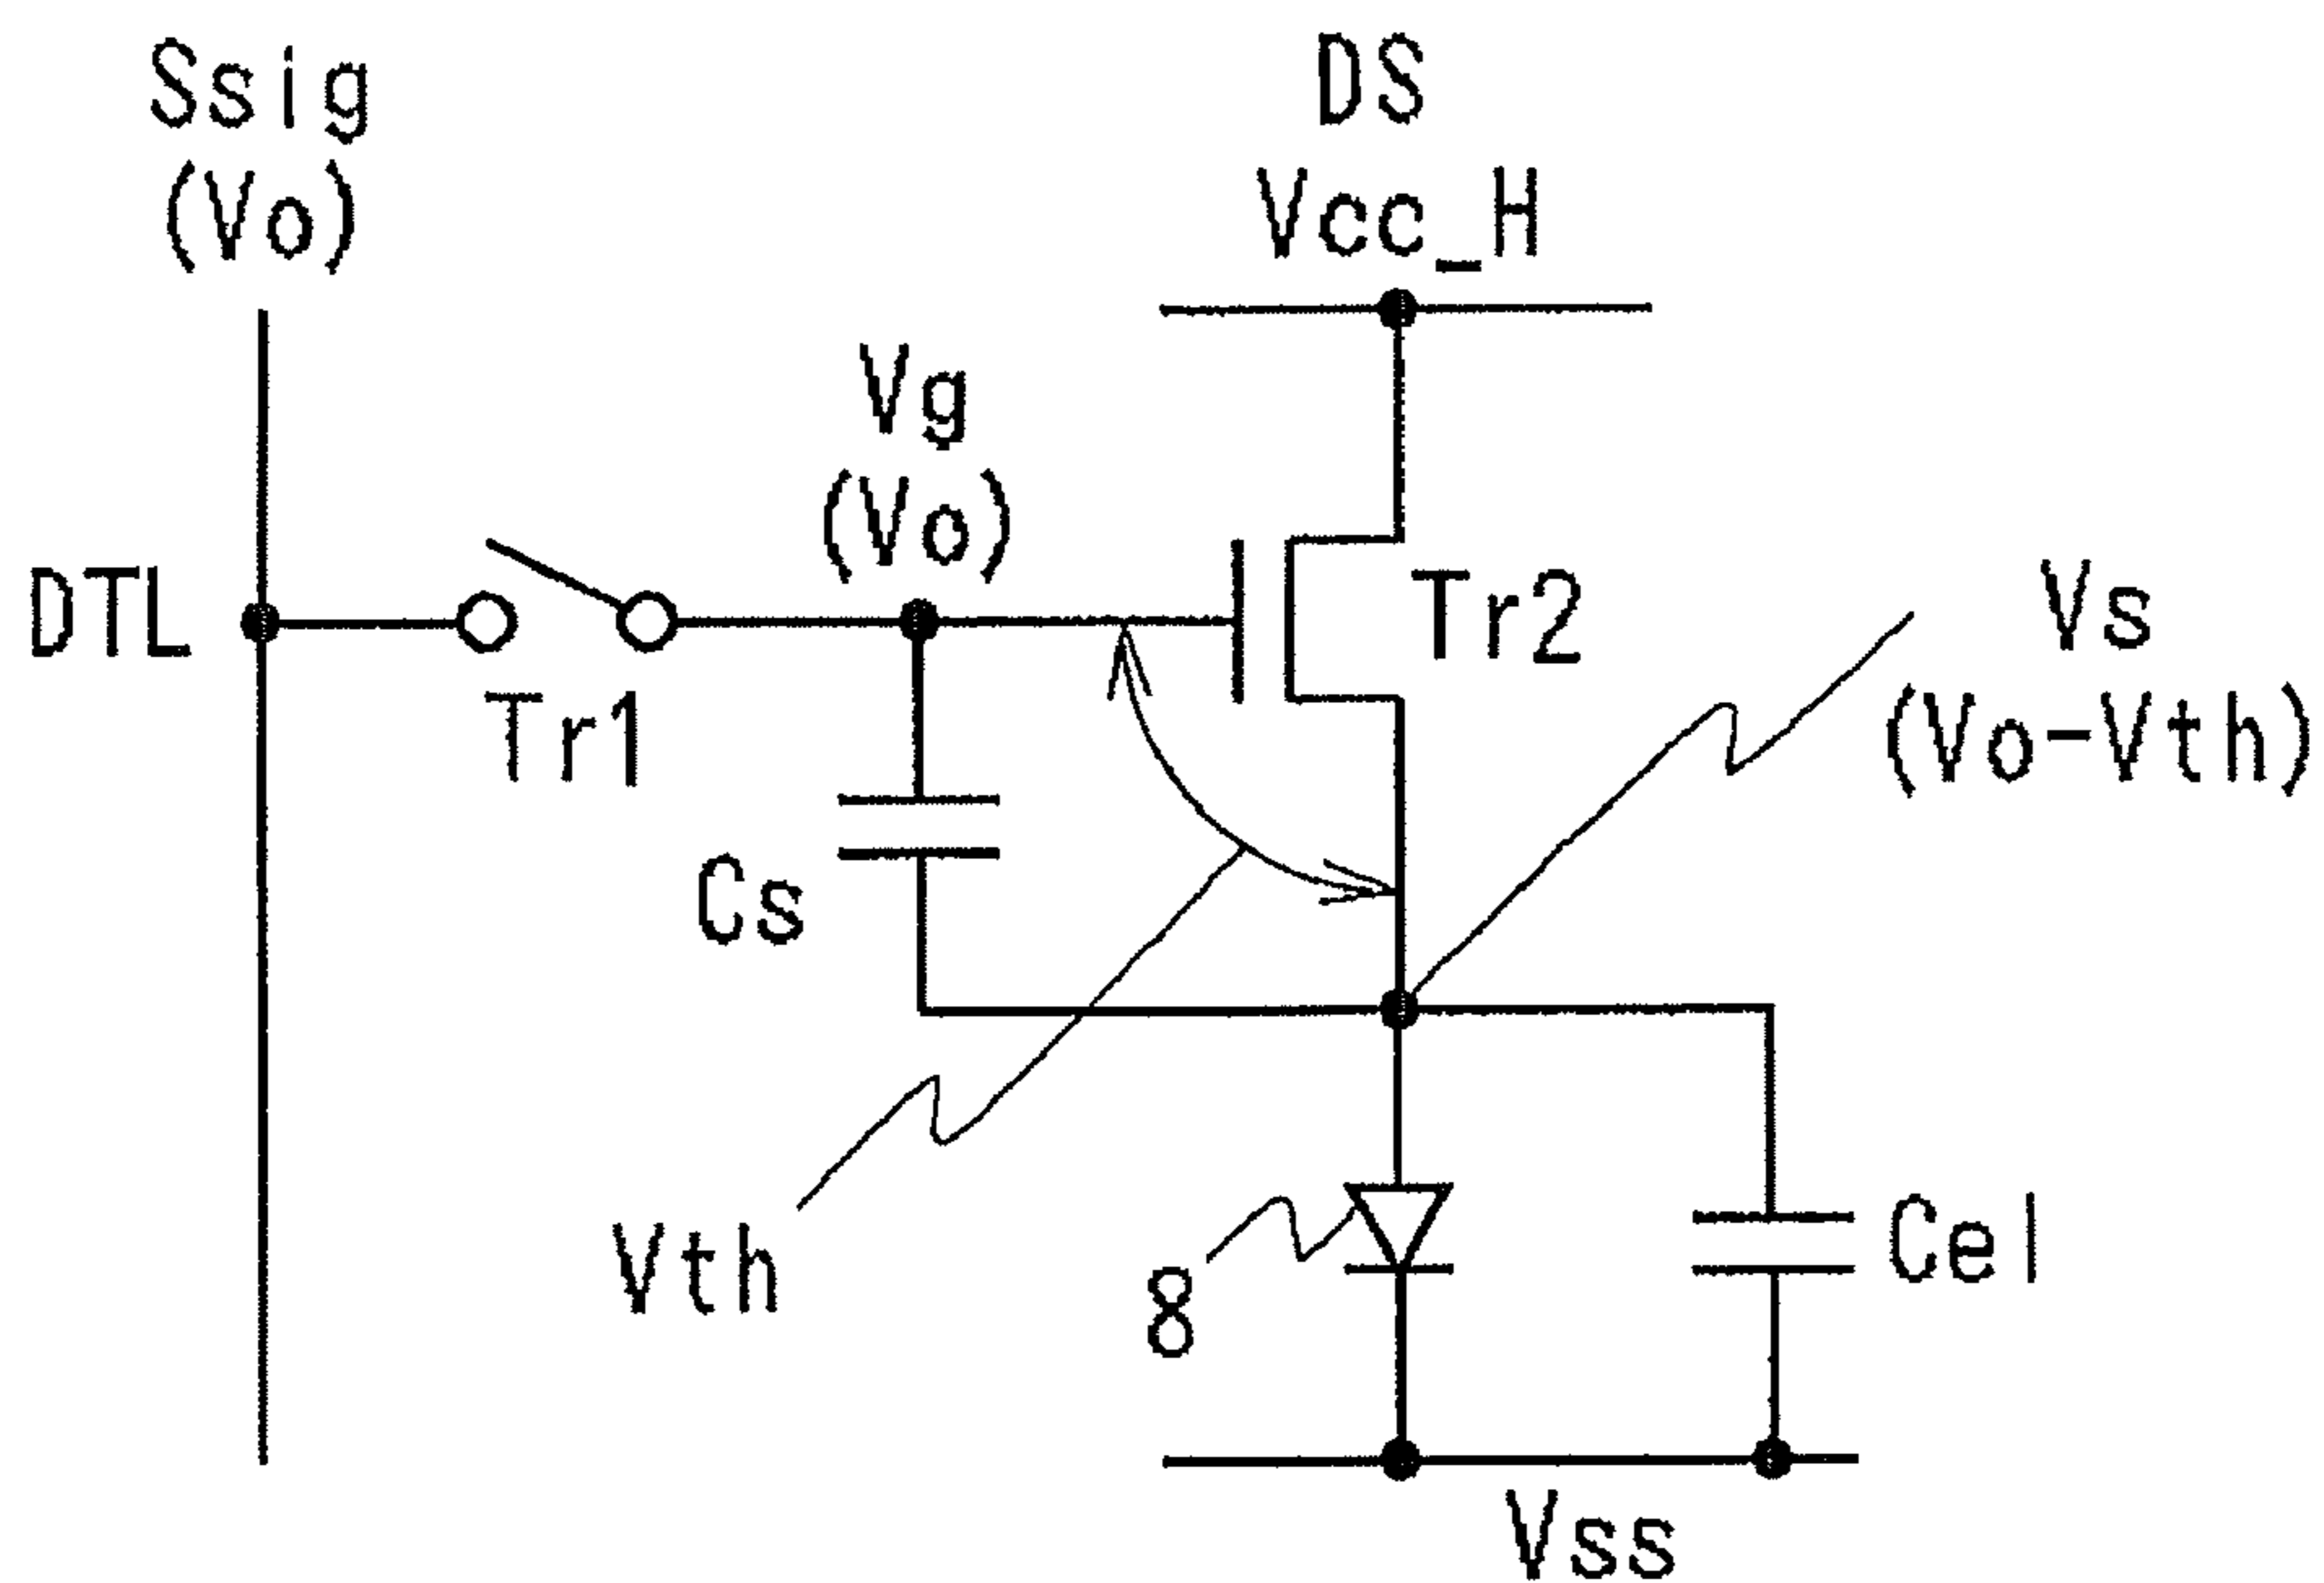 Ssig
(Vo)
DS
Vcc_H
Vg
(Vo)
DTL
Tr1
Tr2
Vs
(Vo-Vth)
Cs
Vth
8
Cel
Vss